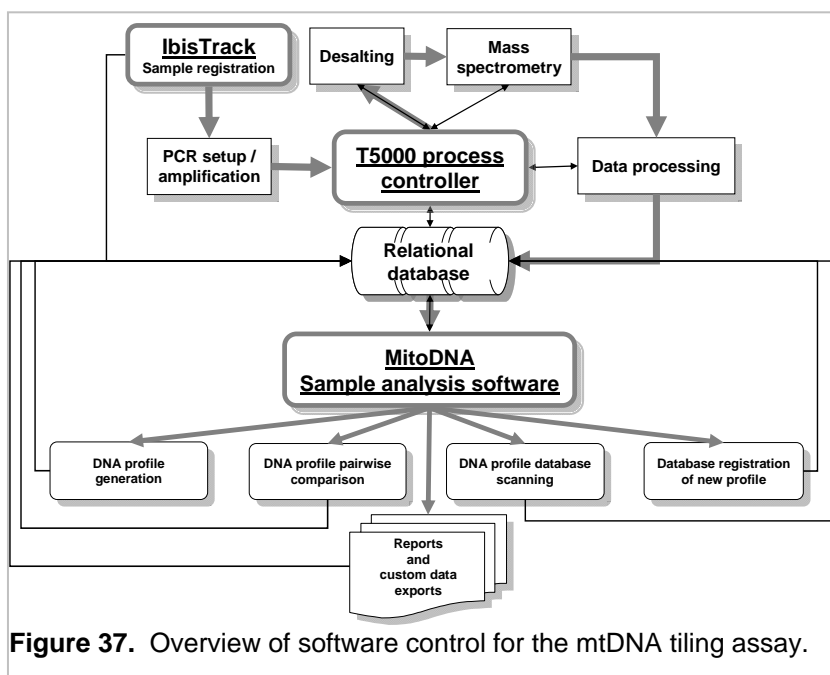 IbisTrack
Sample registration
Desalting
Mass
spectrometry
PCR setup /
amplification
T5000 process
controller
Data processing
Relational
database
MitoDNA
Sample analysis software
DNA profile
generation
DNA profile pairwise
comparison
DNA profile database
scanning
Database registration
of new profile
Reports
and
custom data
exports
Figure 37. Overview of software control for the mtDNA tiling assay.